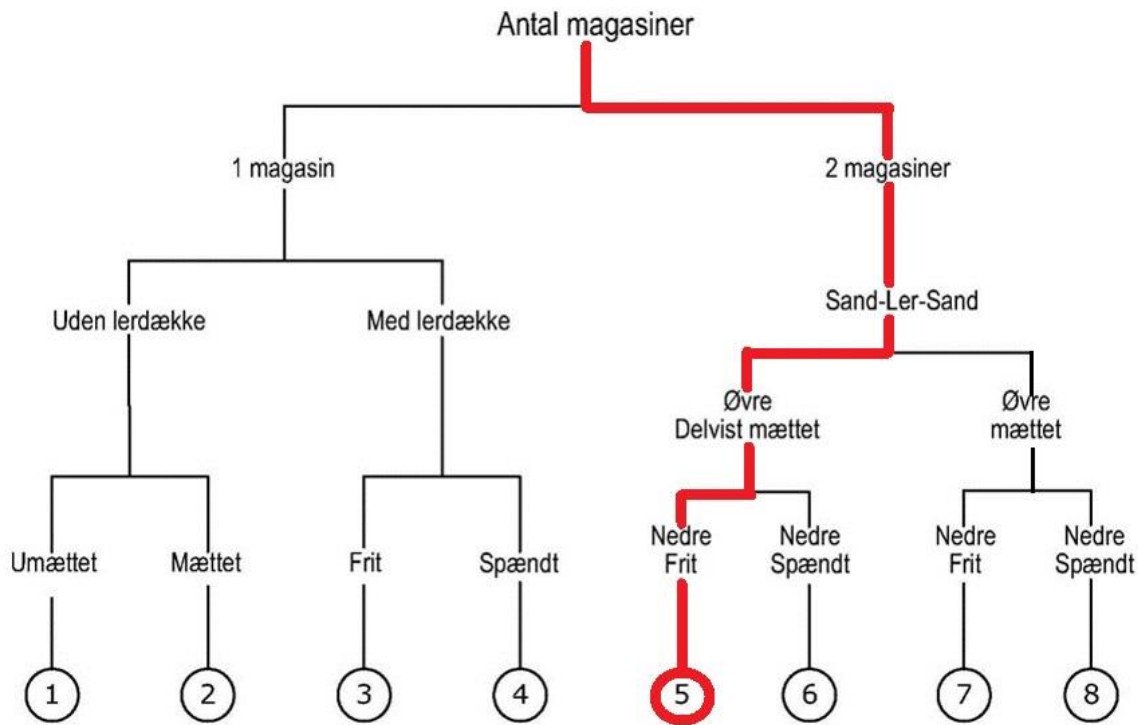 Antal magasiner
1 magasin
2 magasiner
Sand-Ler-Sand
Uden lerdække
Med lerdække
Øvre
Delvist mættet
Øvre
mættet
Umættet
Mættet
Frit
Spændt
Nedre
Frit
Nedre
Spændt
Nedre
Frit
Nedre
Spændt
1
2
3
4
5
6
7
8